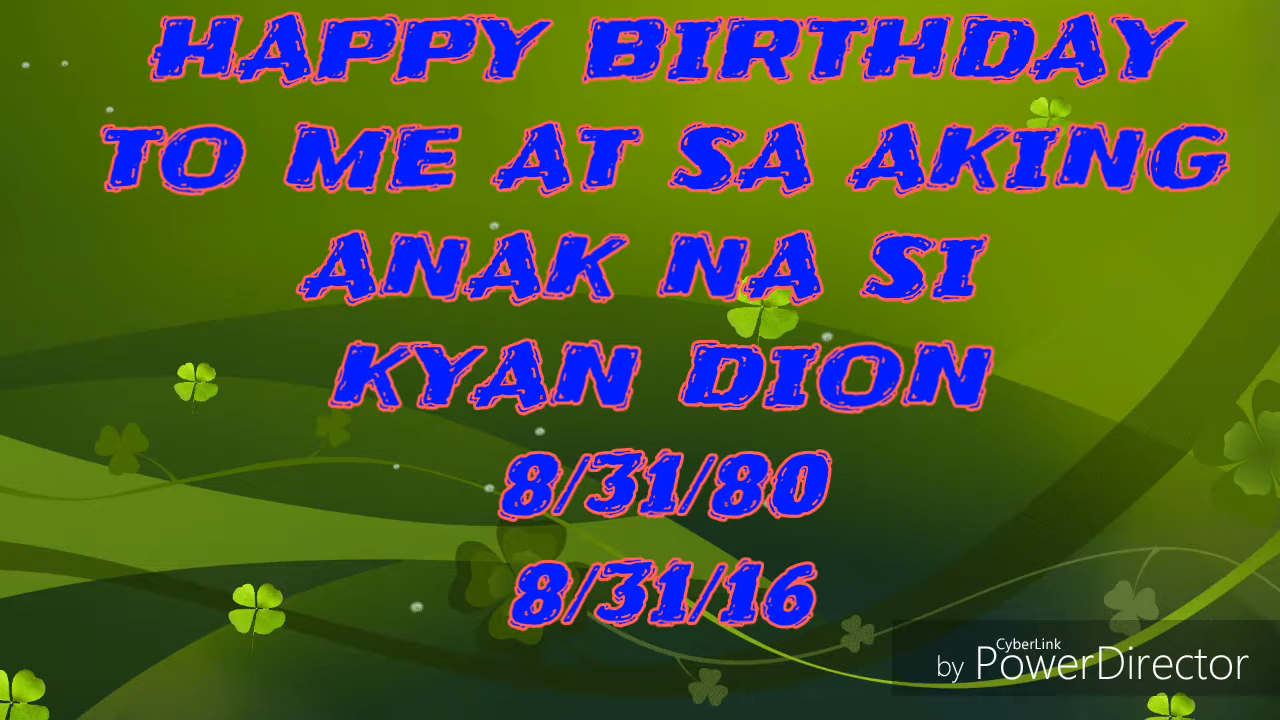 HAPPY BIRTHDAY
TO ME AT SA AKING
ANAK NA SI
KYAN DION
8/31/80
8/31/16
CyberLink
by PowerDirector